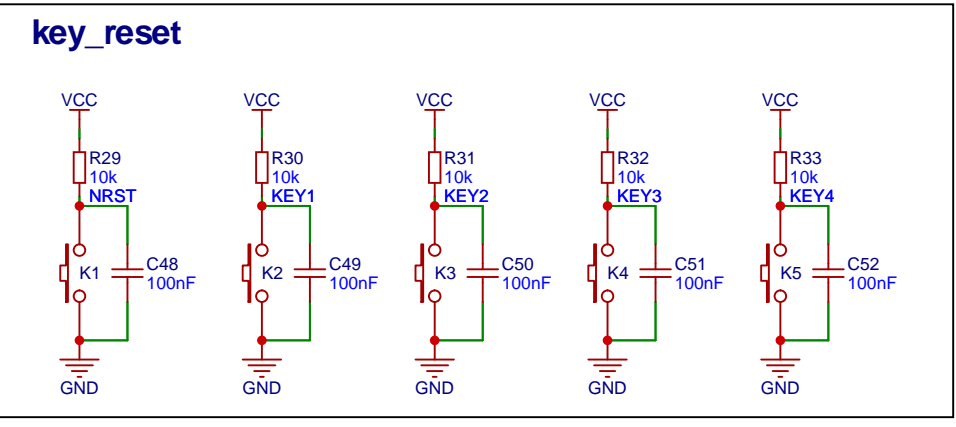 key_reset
VCC VCC VCC VCC VCC
R29 R30 R31 R32 R33
10k 10k 10k 10k 10k
NRST KEY1 KEY2 KEY3 KEY4
C48 C49 C50 C51 C52
K1 K2 K3 K4 K5
100nF 100nF 100nF 100nF 100nF
GND GND GND GND GND